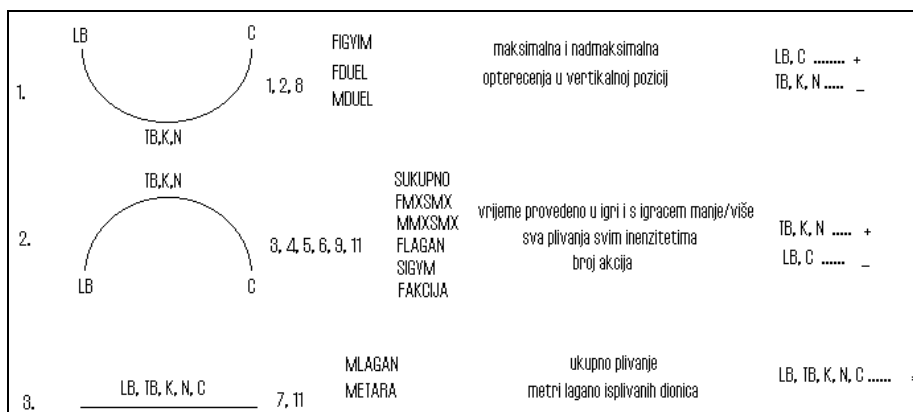 LB C
1. TB,K,N
1, 2, 8
FIGVIM
FDUEL
MDUEL
maksimalna i nadmaksimalna
opterecenja u vertikalnoj pozicij
LB, C ........ +
TB, K, N ..... _
TB,K,N
2. LB C
3, 4, 5, 6, 9, 11
SUKUPNO
FMXSMX
MMXSMX
FLAGAN
SIGVM
FAKCIJA
vrijeme provedeno u igri i s igracem manje/više
sva plivanja svim inenzitetima
broj akcija
TB, K, N ..... +
LB, C ...... _
3. LB, TB, K, N, C
7, 11
MLAGAN
METARA
ukupno plivanje
metri lagano isplivanih dionica
LB, TB, K, N, C ......